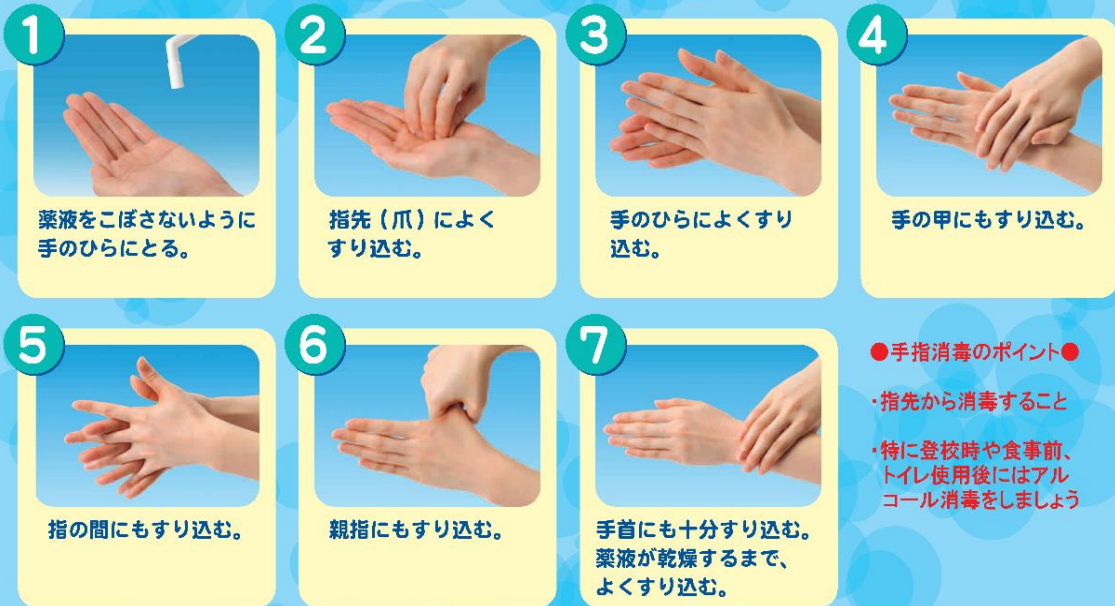 1
薬液をこぼさないように
手のひらにとる。
2
指先（爪）によく
すり込む。
3
手のひらによくすり
込む。
4
手の甲にもすり込む。
5
指の間にもすり込む。
6
親指にもすり込む。
7
手首にも十分すり込む。
薬液が乾燥するまで、
よくすり込む。
●手指消毒のポイント●
・指先から消毒すること
・特に登校時や食事前、
トイレ使用後にはアル
コール消毒をしましょう